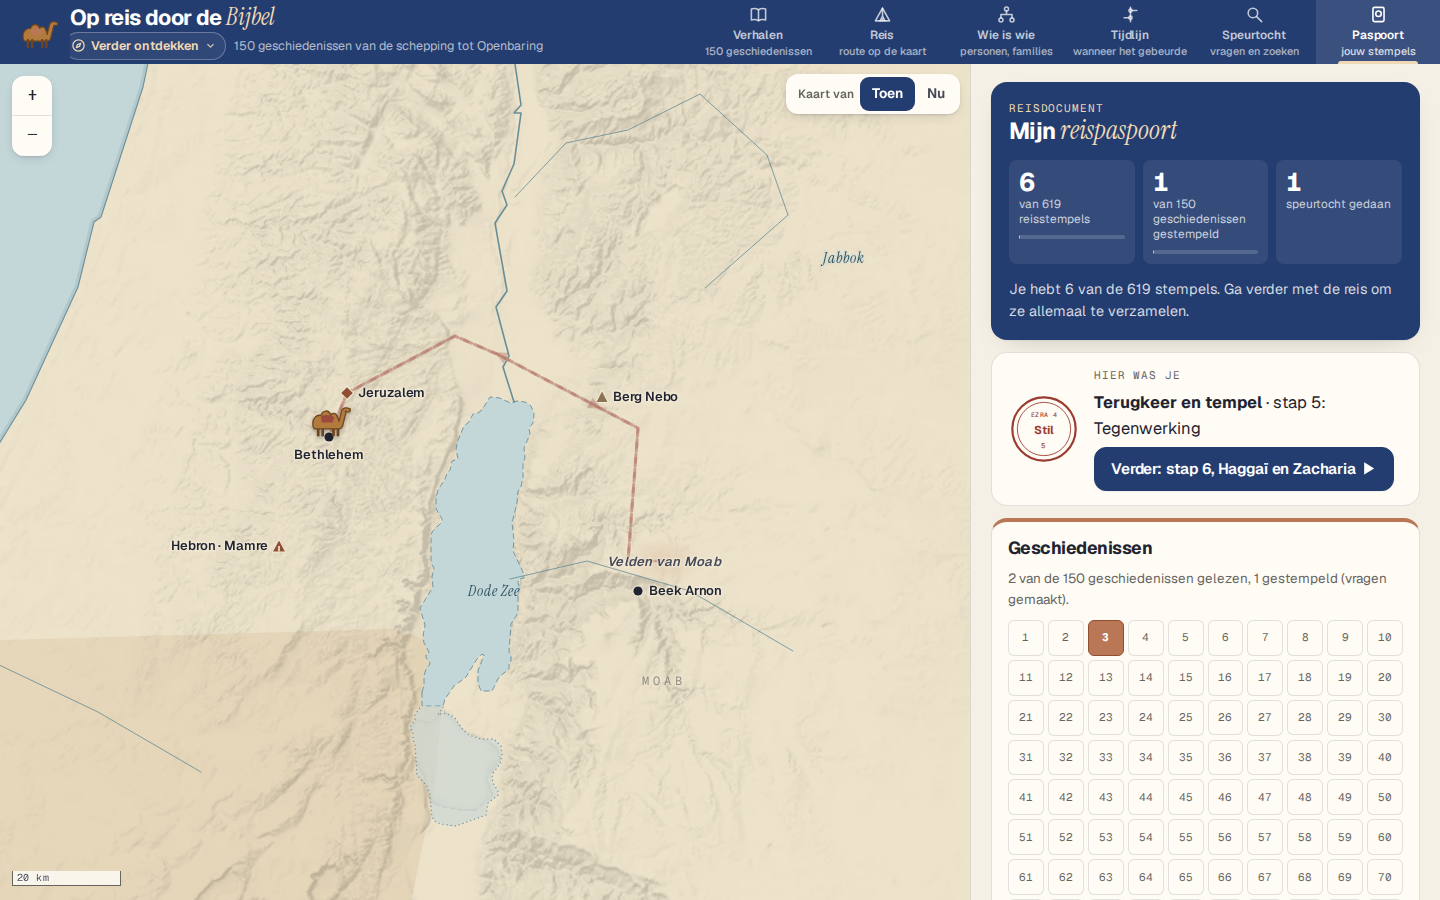 Op reis door de Bijbel
Verder ontdekken
150 geschiedenissen van de schepping tot Openbaring
Verhalen
150 geschiedenissen
Reis
route op de kaart
Wie is wie
personen, families
Tijdlijn
wanneer het gebeurde
Speurtocht
vragen en zoeken
Paspoort
jouw stempels
+
−
Kaart van Toen Nu
Jabbok
Jeruzalem
Berg Nebo
Bethlehem
Hebron · Mamre
Velden van Moab
Dode Zee
Beek Arnon
MOAB
20 km
REISDOCUMENT
Mijn reispaspoort
6
van 619
reisstempels
1
van 150
geschiedenissen
gestempeld
1
speurtocht gedaan
Je hebt 6 van de 619 stempels. Ga verder met de reis om
ze allemaal te verzamelen.
HIER WAS JE
EZRA 4
Stil
5
Terugkeer en tempel · stap 5:
Tegenwerking
Verder: stap 6, Haggaï en Zacharia
Geschiedenissen
2 van de 150 geschiedenissen gelezen, 1 gestempeld (vragen
gemaakt).
1 2 3 4 5 6 7 8 9 10
11 12 13 14 15 16 17 18 19 20
21 22 23 24 25 26 27 28 29 30
31 32 33 34 35 36 37 38 39 40
41 42 43 44 45 46 47 48 49 50
51 52 53 54 55 56 57 58 59 60
61 62 63 64 65 66 67 68 69 70